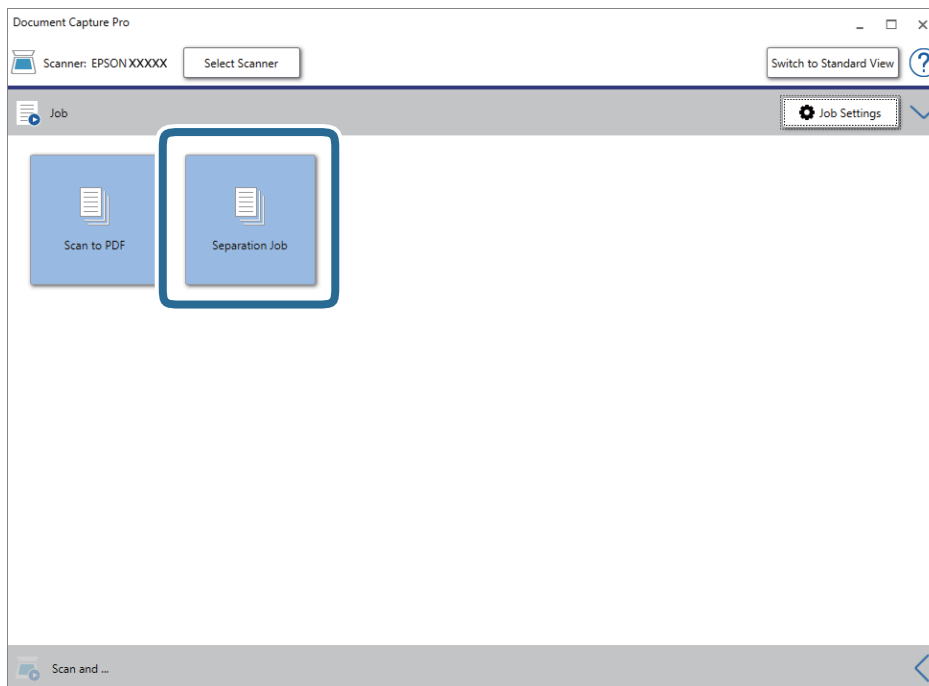 Document Capture Pro
Scanner: EPSON XXXXX Select Scanner Switch to Standard View ?
Job Job Settings
Scan to PDF Separation Job
Scan and ...